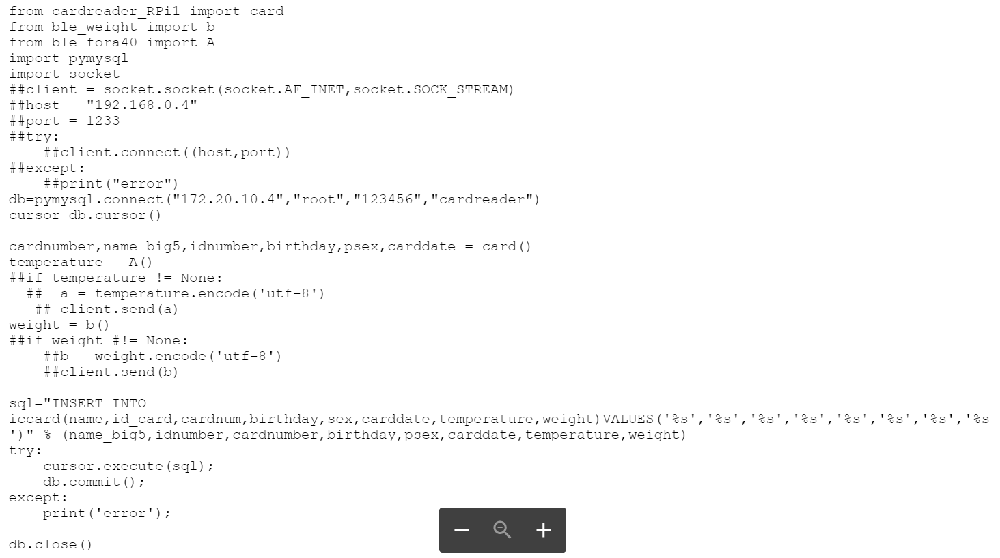 from cardreader_RPi1 import card
from ble_weight import b
from ble_fora40 import A
import pymysql
import socket
##client = socket.socket(socket.AF_INET,socket.SOCK_STREAM)
##host = "192.168.0.4"
##port = 1233
##try:
    ##client.connect((host,port))
##except:
    ##print("error")
db=pymysql.connect("172.20.10.4","root","123456","cardreader")
cursor=db.cursor()

cardnumber,name_big5,idnumber,birthday,psex,carddate = card()
temperature = A()
##if temperature != None:
  ##  a = temperature.encode('utf-8')
   ## client.send(a)
weight = b()
##if weight #!= None:
    ##b = weight.encode('utf-8')
    ##client.send(b)

sql="INSERT INTO
iccard(name,id_card,cardnum,birthday,sex,carddate,temperature,weight)VALUES('%s','%s','%s','%s','%s','%s','%s','%s
')" % (name_big5,idnumber,cardnumber,birthday,psex,carddate,temperature,weight)
try:
    cursor.execute(sql);
    db.commit();
except:
    print('error');

db.close()